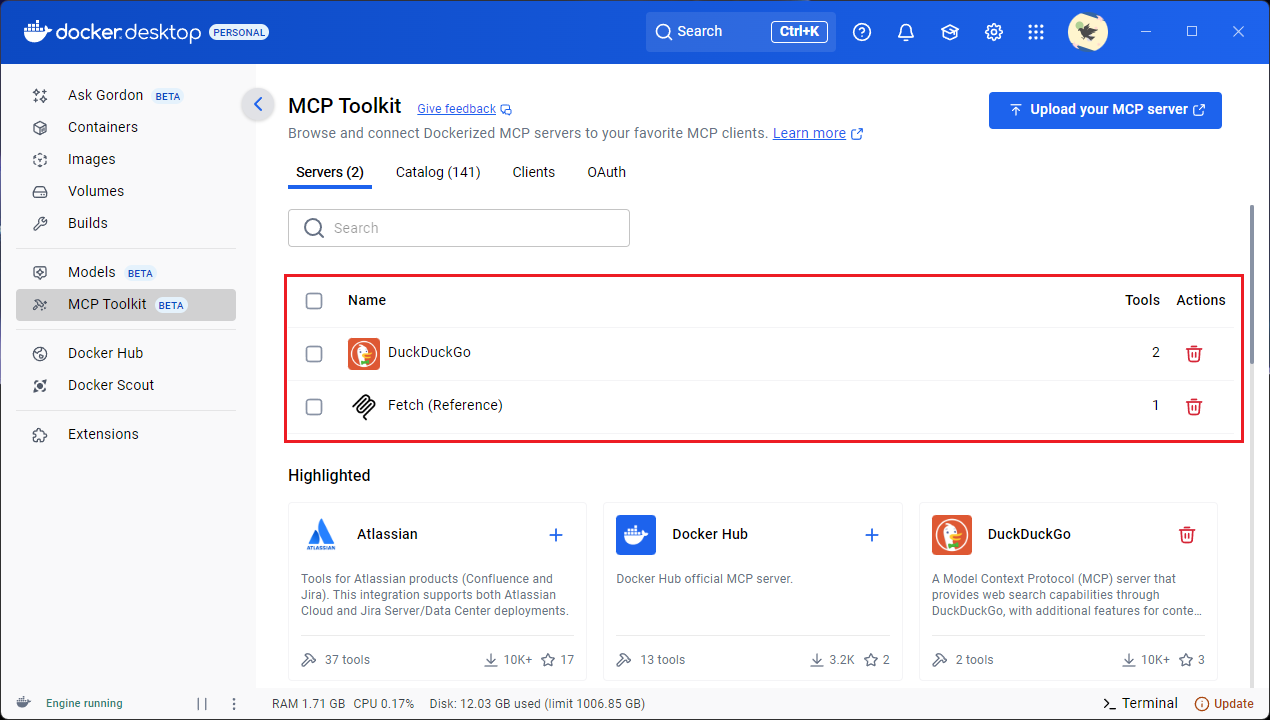 docker.desktop PERSONAL
Search Ctrl+K
Ask Gordon BETA
Containers
Images
Volumes
Builds
Models BETA
MCP Toolkit BETA
Docker Hub
Docker Scout
Extensions
MCP Toolkit Give feedback
Upload your MCP server
Browse and connect Dockerized MCP servers to your favorite MCP clients. Learn more
Servers (2) Catalog (141) Clients OAuth
Search
Name Tools Actions
DuckDuckGo 2
Fetch (Reference) 1
Highlighted
Atlassian
ATLASSIAN
Tools for Atlassian products (Confluence and
Jira). This integration supports both Atlassian
Cloud and Jira Server/Data Center deployments.
37 tools 10K+ 17
Docker Hub
Docker Hub official MCP server.
13 tools 3.2K 2
DuckDuckGo
A Model Context Protocol (MCP) server that
provides web search capabilities through
DuckDuckGo, with additional features for conte…
2 tools 10K+ 3
Engine running RAM 1.71 GB CPU 0.17% Disk: 12.03 GB used (limit 1006.85 GB) Terminal Update